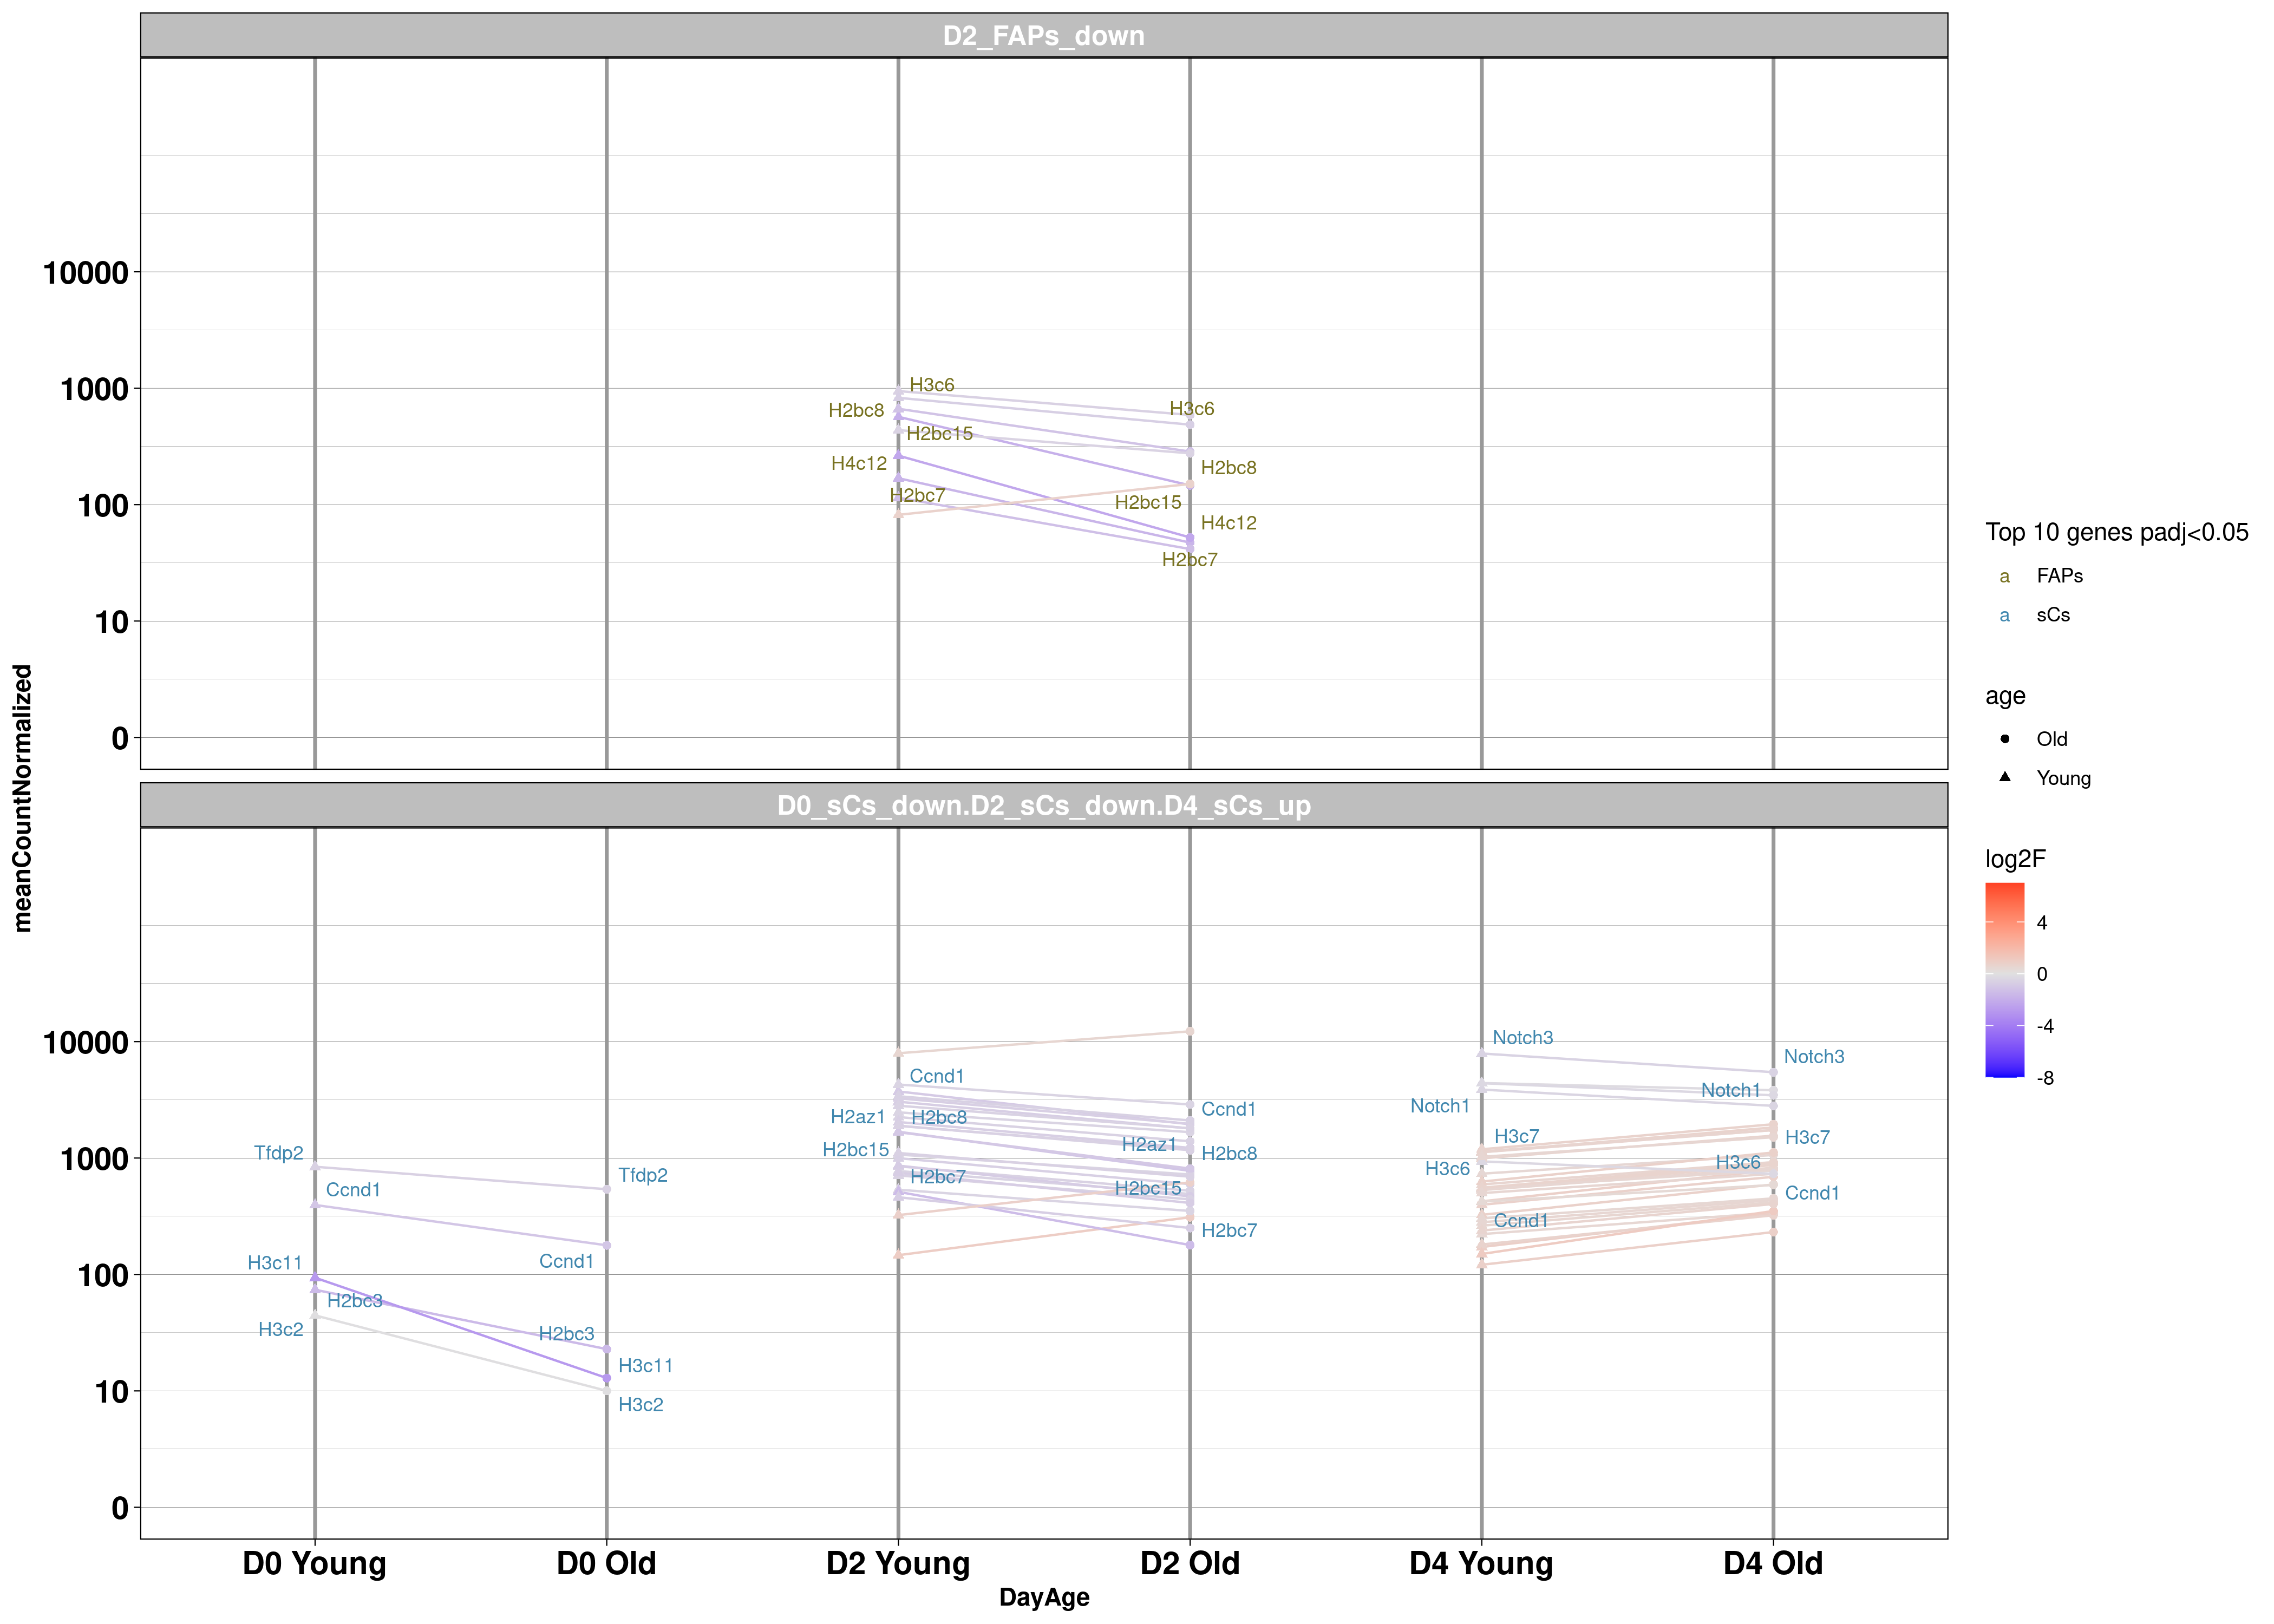 D2_FAPs_down
10000
1000
100
10
0
H3c6
H3c6
H2bc8
H2bc15
H4c12
H2bc8
H2bc7
H2bc15
H4c12
H2bc7
meanCountNormalized
D0_sCs_down.D2_sCs_down.D4_sCs_up
10000
1000
100
10
0
Tfdp2
Tfdp2
Ccnd1
Ccnd1
H3c11
H2bc3
H3c2
H2bc3
H3c11
H3c2
Ccnd1
Ccnd1
H2az1
H2bc8
H2az1
H2bc8
H2bc15
H2bc7
H2bc15
H2bc7
Notch3
Notch3
Notch1
Notch1
H3c7
H3c7
H3c6
H3c6
Ccnd1
Ccnd1
D0 Young
D0 Old
D2 Young
D2 Old
D4 Young
D4 Old
DayAge
Top 10 genes padj<0.05
a FAPs
a sCs
age
Old
Young
log2F
4
0
-4
-8